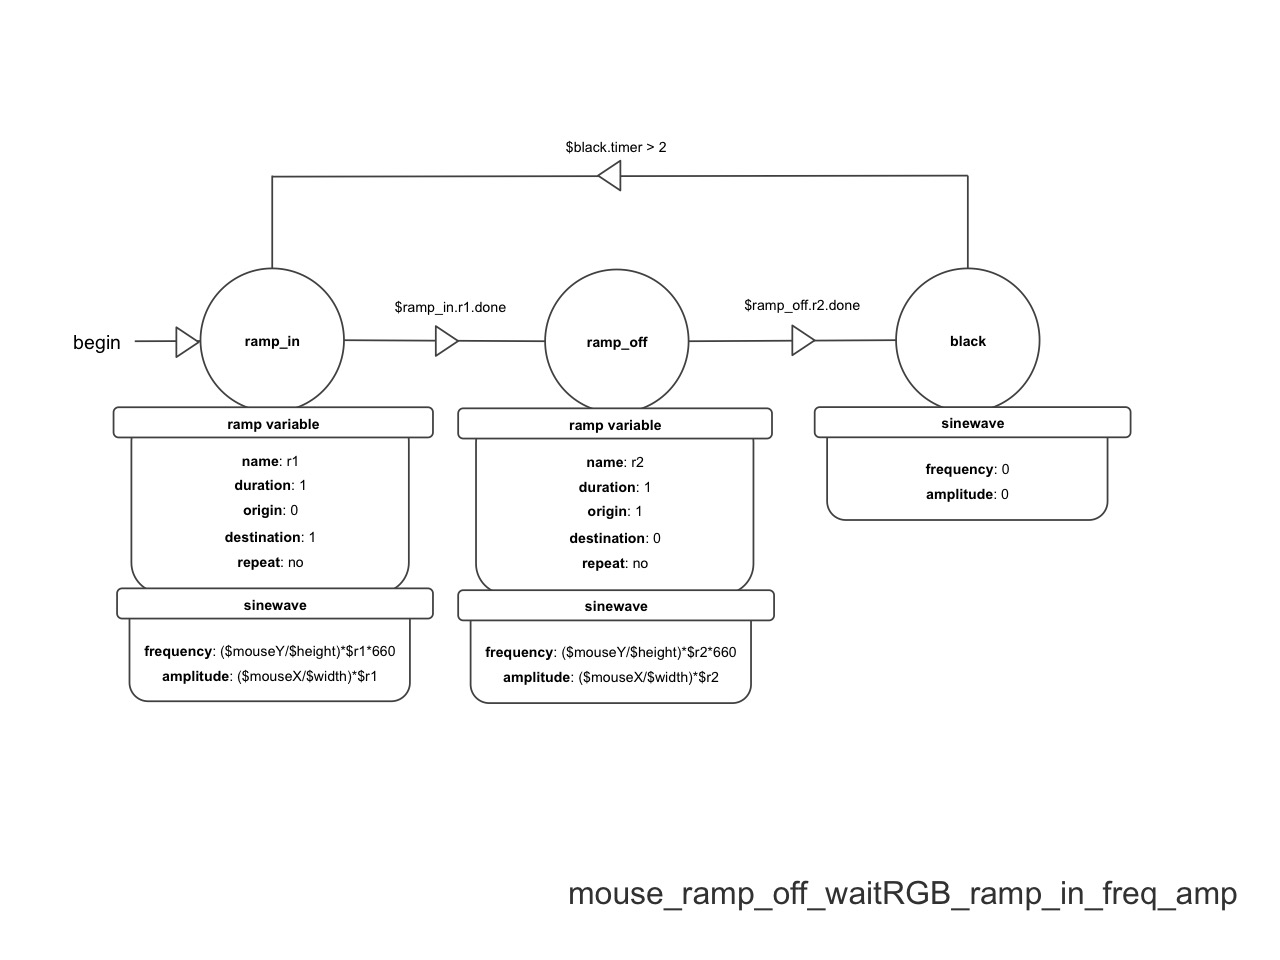 $black.timer > 2
$ramp_in.r1.done
$ramp_off.r2.done
begin
ramp_in
ramp_off
black
ramp variable
name: r1
duration: 1
origin: 0
destination: 1
repeat: no
sinewave
frequency: ($mouseY/$height)*$r1*660
amplitude: ($mouseX/$width)*$r1
ramp variable
name: r2
duration: 1
origin: 1
destination: 0
repeat: no
sinewave
frequency: ($mouseY/$height)*$r2*660
amplitude: ($mouseX/$width)*$r2
sinewave
frequency: 0
amplitude: 0
mouse_ramp_off_waitRGB_ramp_in_freq_amp